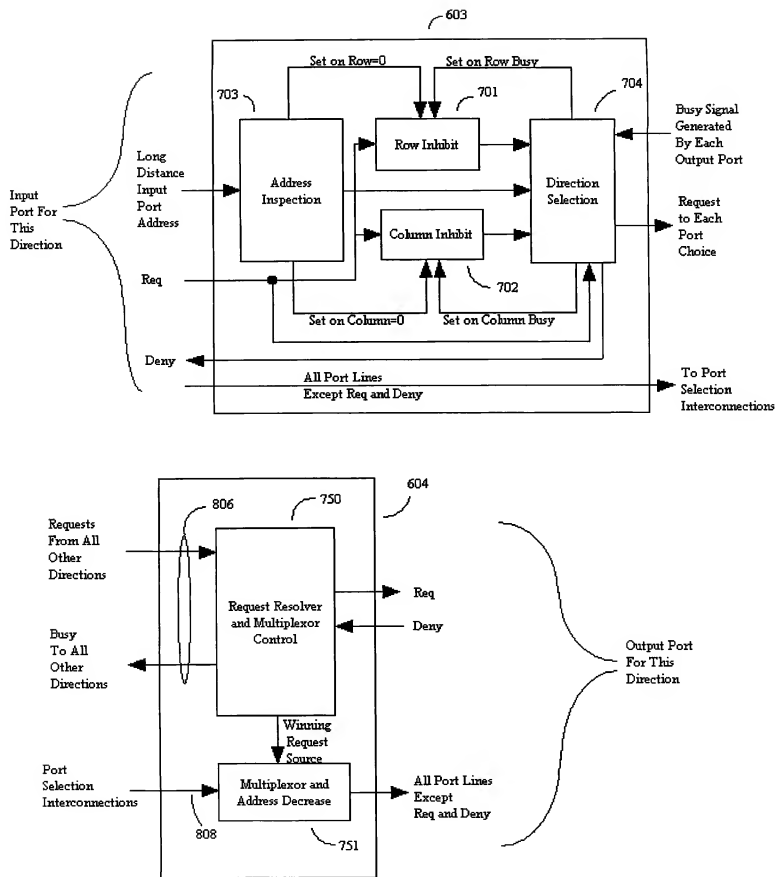 603
Set on Row=0
Set on Row Busy
703
701
704
Row Inhibit
Busy Signal
Generated
By Each
Output Port
Long
Distance
Input
Port
Address
Address
Inspection
Direction
Selection
Input
Port For
This
Direction
Request
to Each
Port
Choice
Column Inhibit
Req
702
Set on Column=0
Set on Column Busy
Deny
All Port Lines
Except Req and Deny
To Port
Selection
Interconnections
604
806
750
Requests
From All
Other
Directions
Req
Request Resolver
and Multiplexor
Control
Deny
Busy
To All
Other
Directions
Output Port
For This
Direction
Winning
Request
Source
Port
Selection
Interconnections
Multiplexor and
Address Decrease
All Port Lines
Except
Req and Deny
808
751